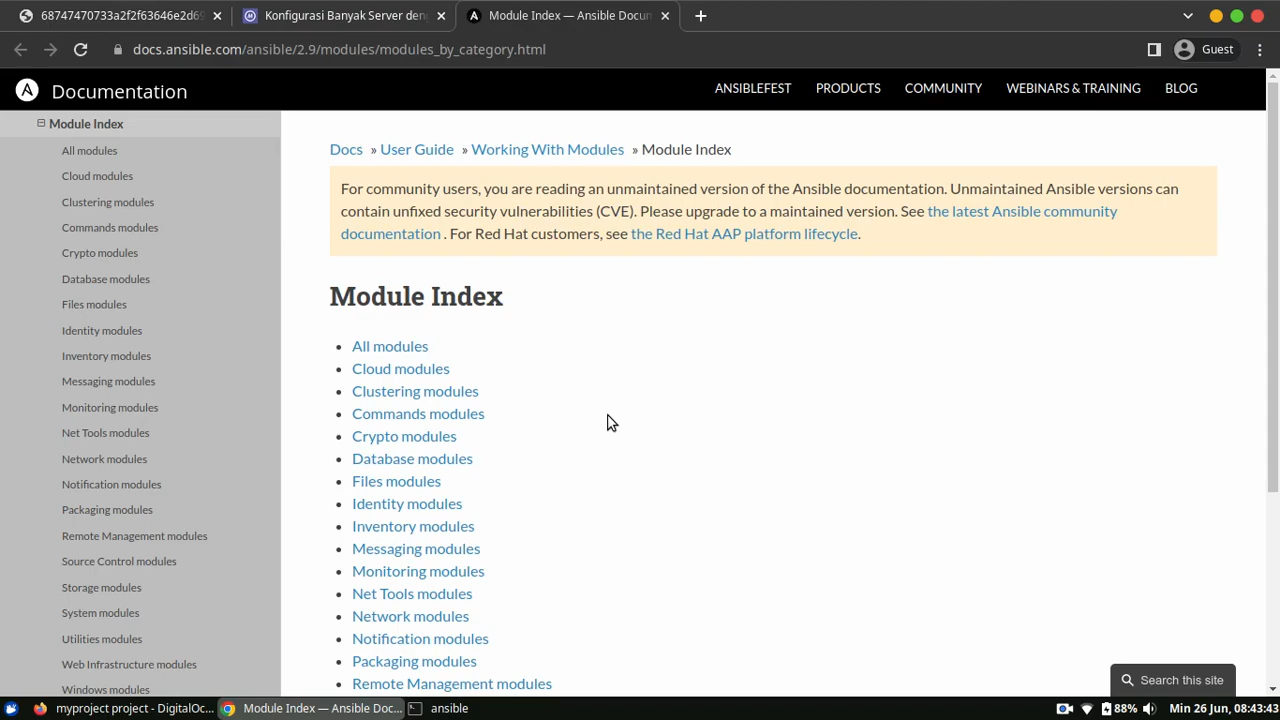 68747470733a2f2f63646e2d69
Konfigurasi Banyak Server deng
Module Index — Ansible Docum
docs.ansible.com/ansible/2.9/modules/modules_by_category.html
Guest
Documentation
ANSIBLEFEST
PRODUCTS
COMMUNITY
WEBINARS & TRAINING
BLOG
Module Index
All modules
Cloud modules
Clustering modules
Commands modules
Crypto modules
Database modules
Files modules
Identity modules
Inventory modules
Messaging modules
Monitoring modules
Net Tools modules
Network modules
Notification modules
Packaging modules
Remote Management modules
Source Control modules
Storage modules
System modules
Utilities modules
Web Infrastructure modules
Windows modules
Docs » User Guide » Working With Modules » Module Index
For community users, you are reading an unmaintained version of the Ansible documentation. Unmaintained Ansible versions can
contain unfixed security vulnerabilities (CVE). Please upgrade to a maintained version. See the latest Ansible community
documentation . For Red Hat customers, see the Red Hat AAP platform lifecycle.
Module Index
• All modules
• Cloud modules
• Clustering modules
• Commands modules
• Crypto modules
• Database modules
• Files modules
• Identity modules
• Inventory modules
• Messaging modules
• Monitoring modules
• Net Tools modules
• Network modules
• Notification modules
• Packaging modules
• Remote Management modules
Search this site
myproject project - DigitalOc...
Module Index — Ansible Doc...
ansible
88%
Min 26 Jun, 08:43:43